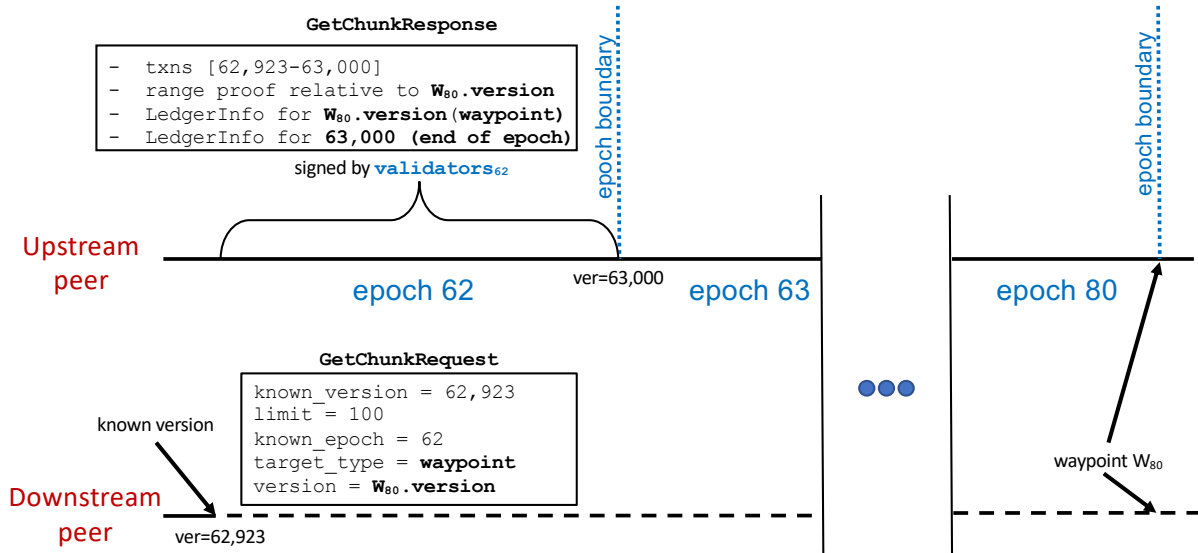 GetChunkResponse
- txns [62,923-63,000]
- range proof relative to W₈₀.version
- LedgerInfo for W₈₀.version(waypoint)
- LedgerInfo for 63,000 (end of epoch)
signed by validators₆₂
epoch boundary
epoch boundary
Upstream
peer
ver=63,000
epoch 62
epoch 63
epoch 80
GetChunkRequest
known_version = 62,923
limit = 100
known_epoch = 62
target_type = waypoint
version = W₈₀.version
known version
waypoint W₈₀
Downstream
peer
ver=62,923